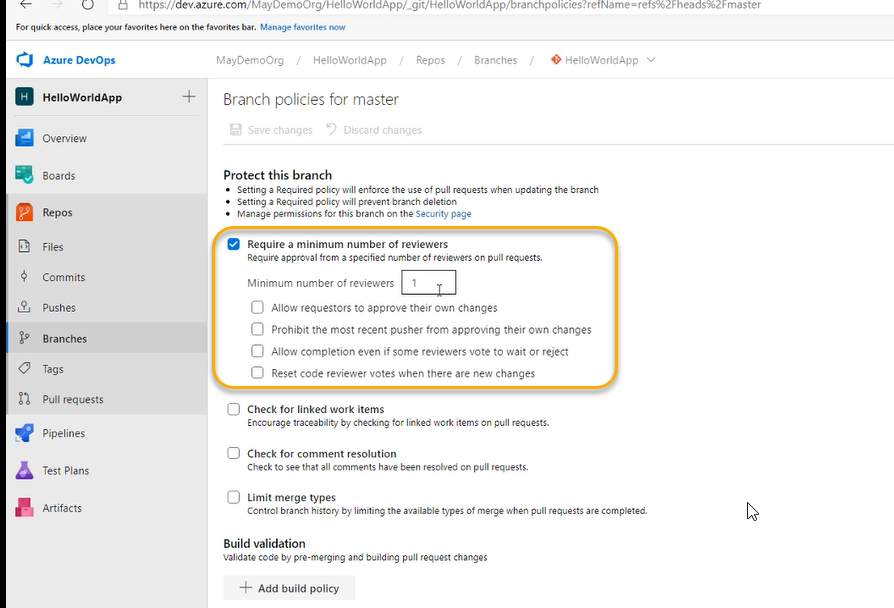 https://dev.azure.com/MayDemoOrg/HelloWorldApp/_git/HelloWorldApp/branchpolicies?refName=refs%2Fheads%2Fmaster
For quick access, place your favorites here on the favorites bar. Manage favorites now
Azure DevOps
MayDemoOrg / HelloWorldApp / Repos / Branches / HelloWorldApp
H HelloWorldApp
Overview
Boards
Repos
Files
Commits
Pushes
Branches
Tags
Pull requests
Pipelines
Test Plans
Artifacts
Branch policies for master
Save changes Discard changes
Protect this branch
• Setting a Required policy will enforce the use of pull requests when updating the branch
• Setting a Required policy will prevent branch deletion
• Manage permissions for this branch on the Security page
Require a minimum number of reviewers
Require approval from a specified number of reviewers on pull requests.
Minimum number of reviewers 1
Allow requestors to approve their own changes
Prohibit the most recent pusher from approving their own changes
Allow completion even if some reviewers vote to wait or reject
Reset code reviewer votes when there are new changes
Check for linked work items
Encourage traceability by checking for linked work items on pull requests.
Check for comment resolution
Check to see that all comments have been resolved on pull requests.
Limit merge types
Control branch history by limiting the available types of merge when pull requests are completed.
Build validation
Validate code by pre-merging and building pull request changes
Add build policy